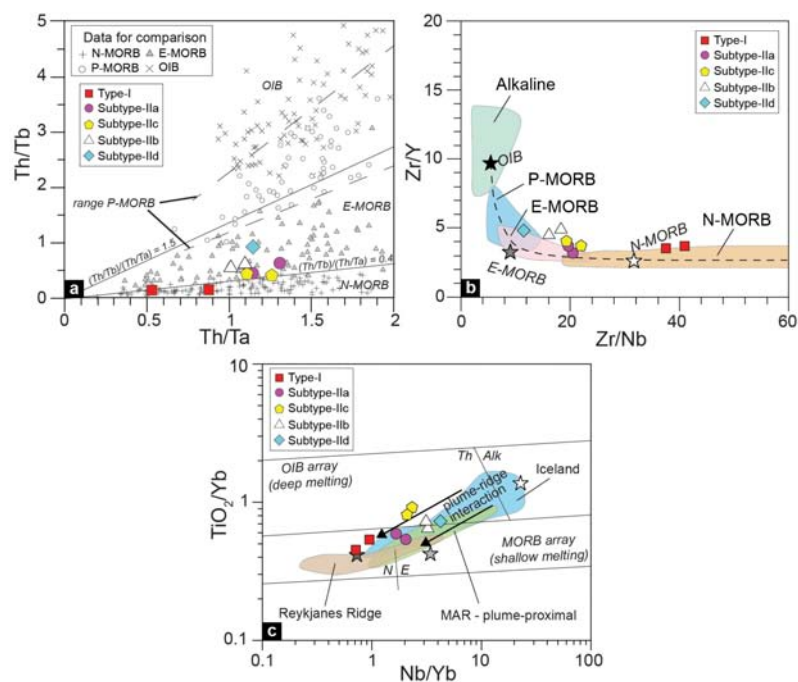 5
4
3
2
1
0
Th/Tb
Data for comparison
N-MORB E-MORB
P-MORB OIB
Type-I
Subtype-IIa
Subtype-IIc
Subtype-IIb
Subtype-IId
OIB
range P-MORB
E-MORB
(Th/Tb)/(Th/Ta) = 1.5
(Th/Tb)/(Th/Ta) = 0.4
N-MORB
a
0 0.5 1 1.5 2
Th/Ta
20
15
10
5
0
Zr/Y
Type-I
Subtype-IIa
Subtype-IIc
Subtype-IIb
Subtype-IId
Alkaline
OIB
P-MORB
E-MORB
N-MORB
N-MORB
E-MORB
b
0 10 20 30 40 50 60
Zr/Nb
10
1
0.1
TiO2/Yb
Type-I
Subtype-IIa
Subtype-IIc
Subtype-IIb
Subtype-IId
OIB array
(deep melting)
Th Alk
Iceland
plume-ridge
interaction
MORB array
(shallow melting)
N E
Reykjanes Ridge
MAR - plume-proximal
c
0.1 1 10 100
Nb/Yb